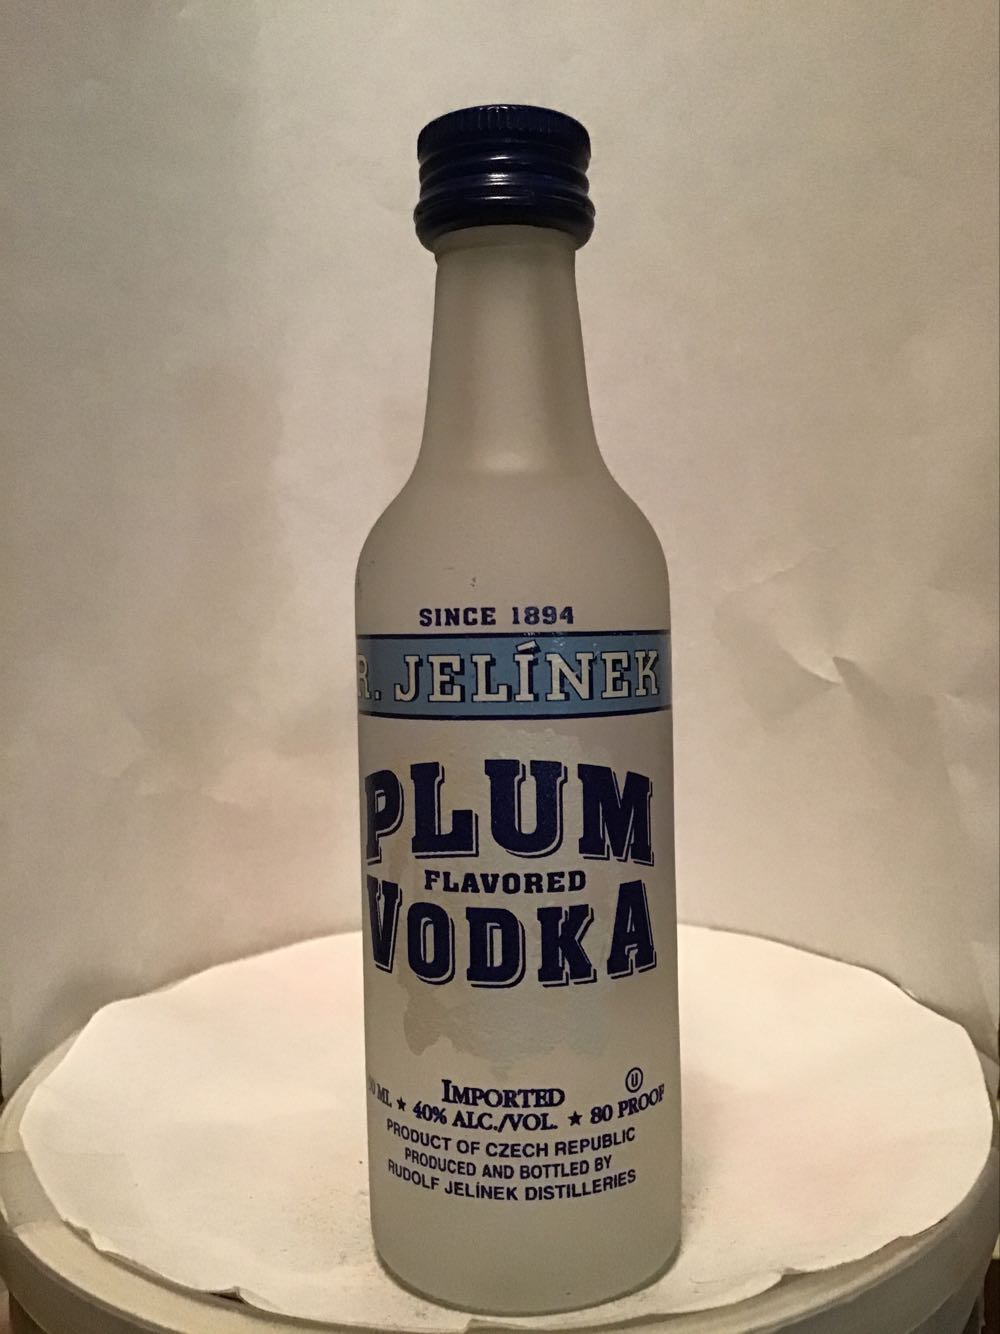 SINCE 1894
R. JELÍNEK
PLUM
FLAVORED
VODKA
IMPORTED
U
ML ★ 40% ALC./VOL. ★ 80 PROOF
PRODUCT OF CZECH REPUBLIC
PRODUCED AND BOTTLED BY
RUDOLF JELÍNEK DISTILLERIES